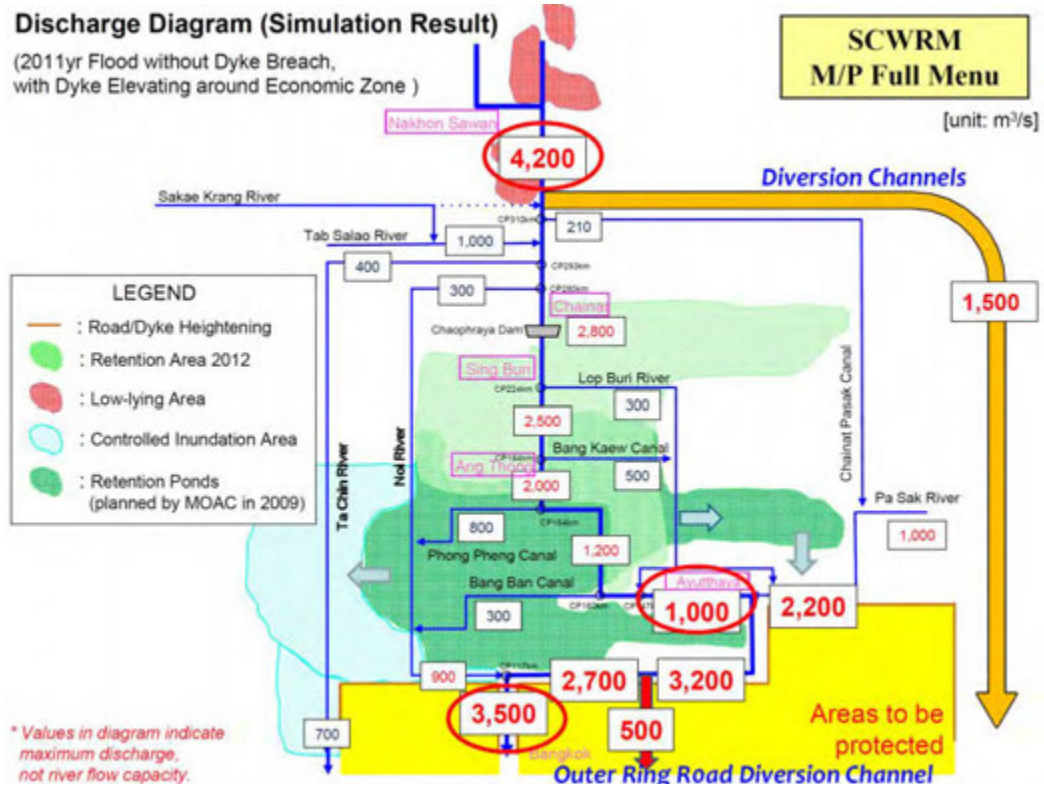 Discharge Diagram (Simulation Result)
(2011yr Flood without Dyke Breach,
with Dyke Elevating around Economic Zone )
SCWRM
M/P Full Menu
[unit: m³/s]
Nakhon Sawan
4,200
Diversion Channels
Sakae Krang River
CP310km
210
Tab Salao River
1,000
400
CP293km
300
CP280km
1,500
LEGEND
: Road/Dyke Heightening
: Retention Area 2012
: Low-lying Area
: Controlled Inundation Area
: Retention Ponds
(planned by MOAC in 2009)
Chainat
Chaophraya Dam
2,800
Sing Buri
Lop Buri River
300
2,500
Bang Kaew Canal
Ang Thong
500
2,000
Chainat Pasak Canal
Noi River
Ta Chin River
Pa Sak River
1,000
800
CP164km
1,200
Phong Pheng Canal
Bang Ban Canal
300
Ayutthaya
1,000
2,200
900
2,700
3,200
3,500
500
700
Bangkok
Areas to be
protected
* Values in diagram indicate
maximum discharge,
not river flow capacity.
Outer Ring Road Diversion Channel